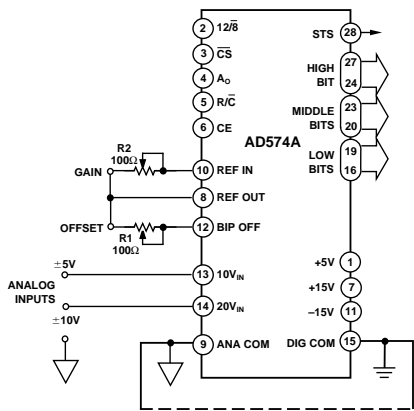 2 12/8̅
3 C̅S̅
4 AO
5 R/C̅
6 CE
R2
100Ω
GAIN
10 REF IN
8 REF OUT
OFFSET
R1
100Ω
12 BIP OFF
±5V
13 10VIN
ANALOG
INPUTS
14 20VIN
±10V
9 ANA COM
AD574A
STS 28
HIGH
BIT
27
24
MIDDLE
BITS
23
20
LOW
BITS
19
16
+5V 1
+15V 7
–15V 11
DIG COM 15